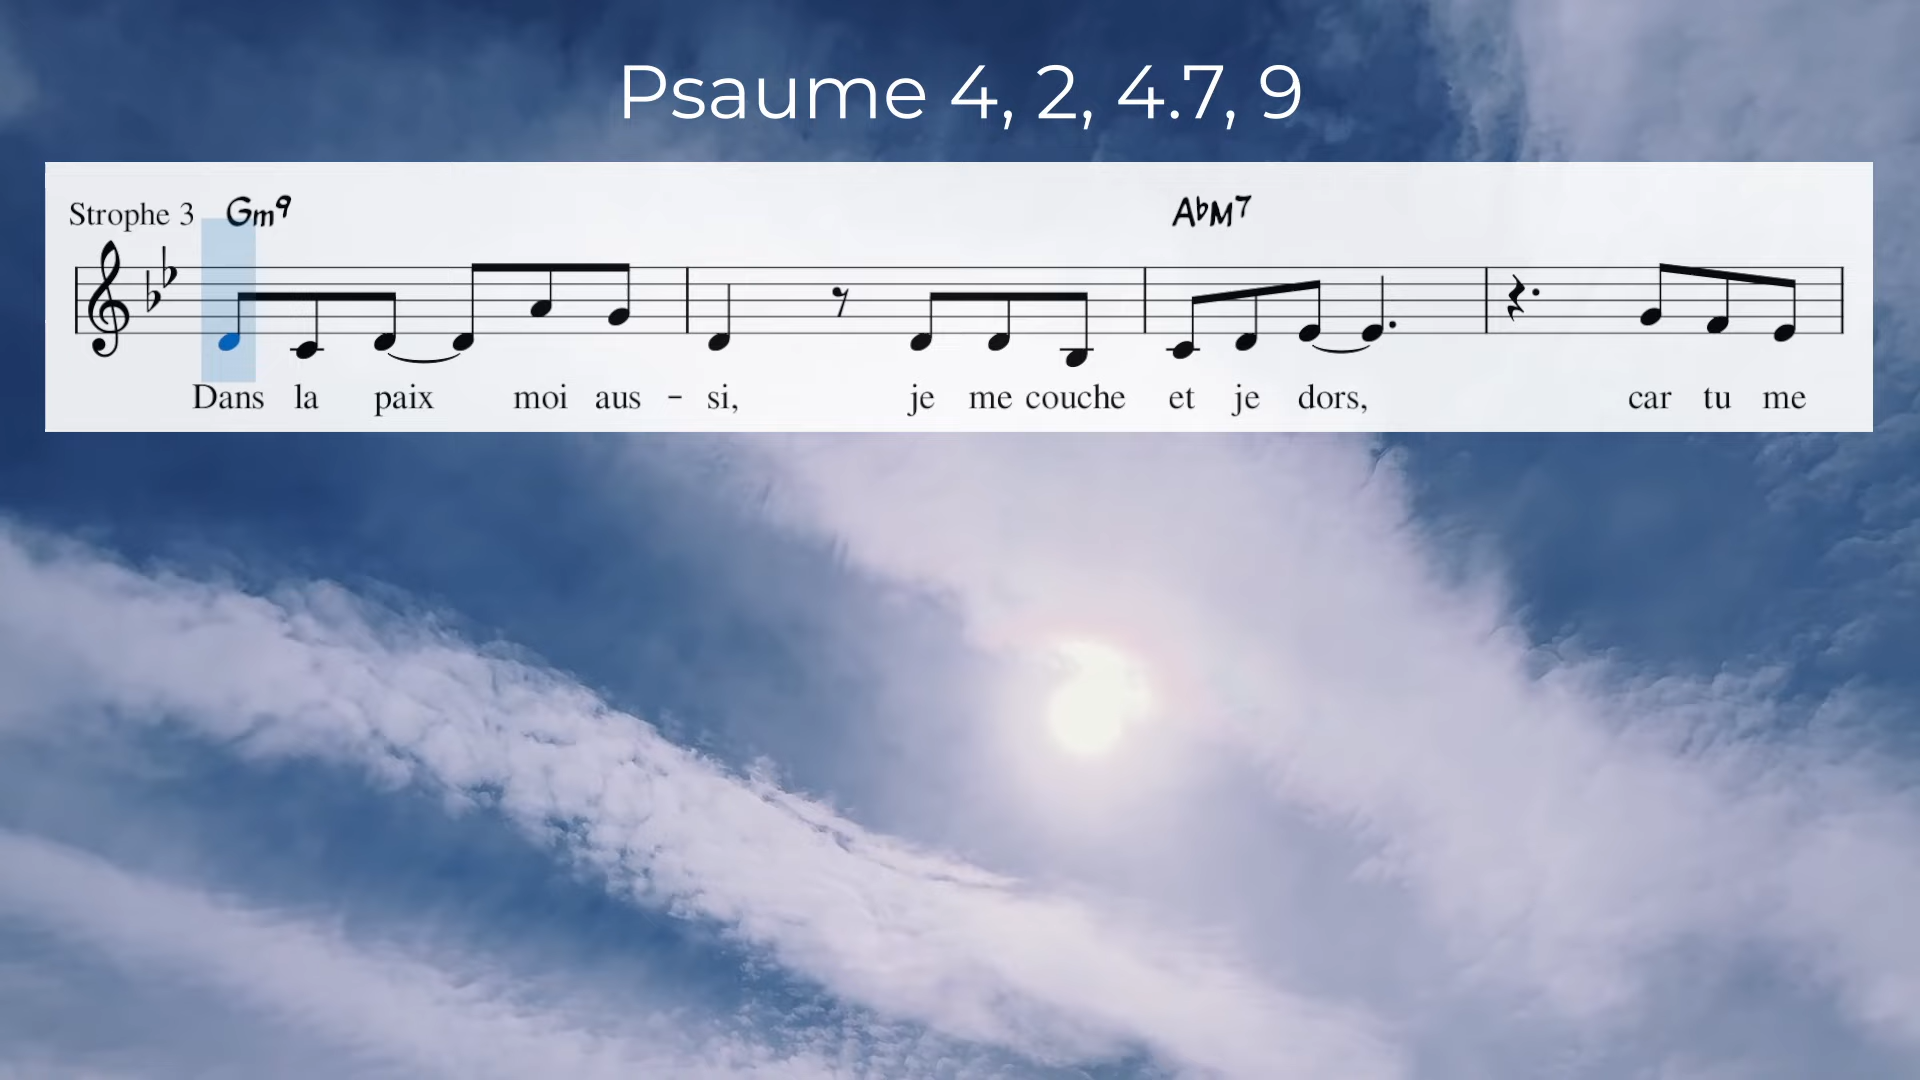 Psaume 4, 2, 4.7, 9
Strophe 3 Gm9 AbM7
Dans la paix moi aus - si, je me couche et je dors, car tu me